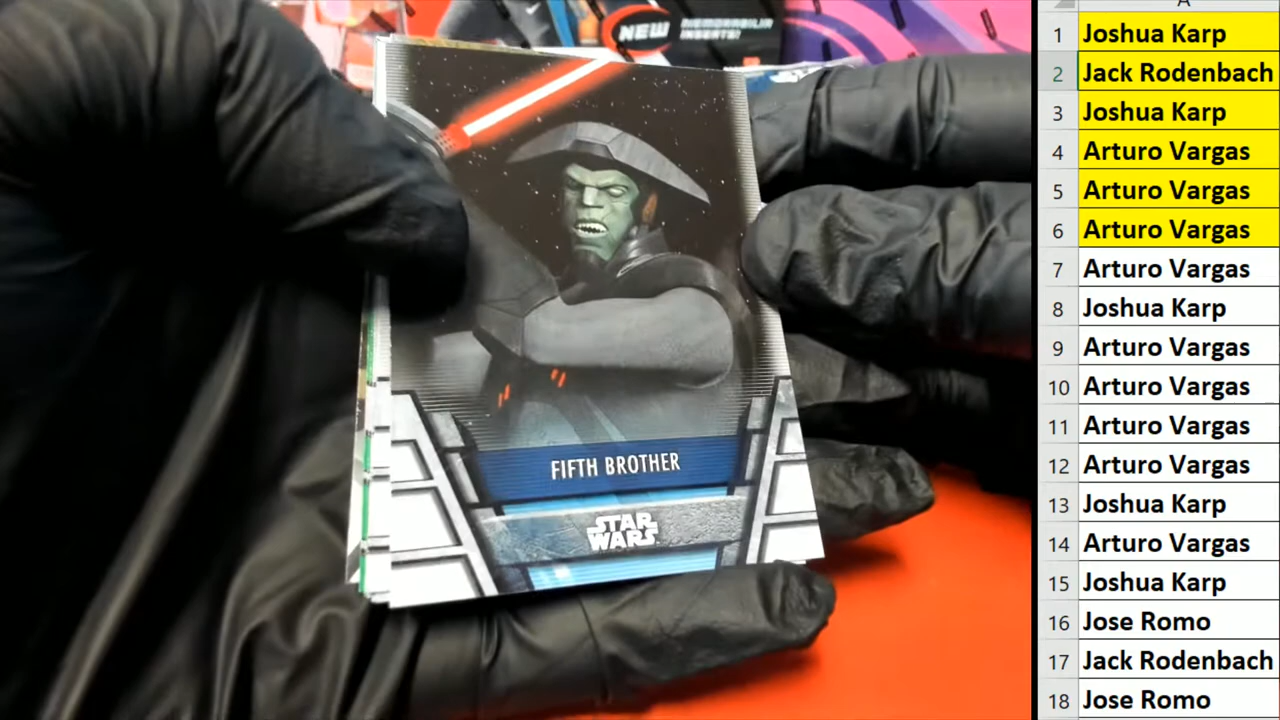 NEW
MEMORABILIA
INSERTS!
FIFTH BROTHER
STAR
WARS
A
1 Joshua Karp
2 Jack Rodenbach
3 Joshua Karp
4 Arturo Vargas
5 Arturo Vargas
6 Arturo Vargas
7 Arturo Vargas
8 Joshua Karp
9 Arturo Vargas
10 Arturo Vargas
11 Arturo Vargas
12 Arturo Vargas
13 Joshua Karp
14 Arturo Vargas
15 Joshua Karp
16 Jose Romo
17 Jack Rodenbach
18 Jose Romo